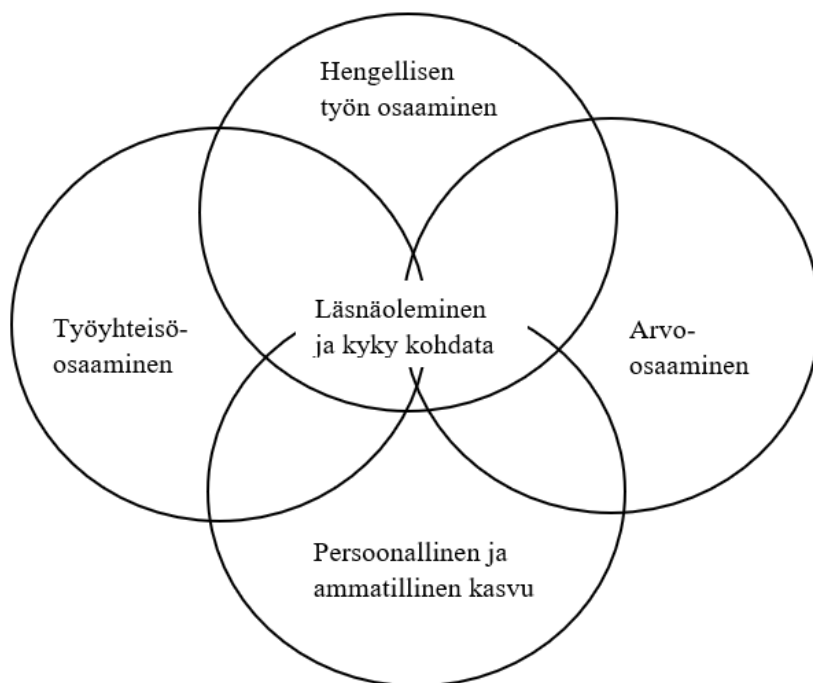 Hengellisen
työn osaaminen
Työyhteisö-
osaaminen
Läsnäoleminen
ja kyky kohdata
Arvo-
osaaminen
Persoonallinen ja
ammatillinen kasvu